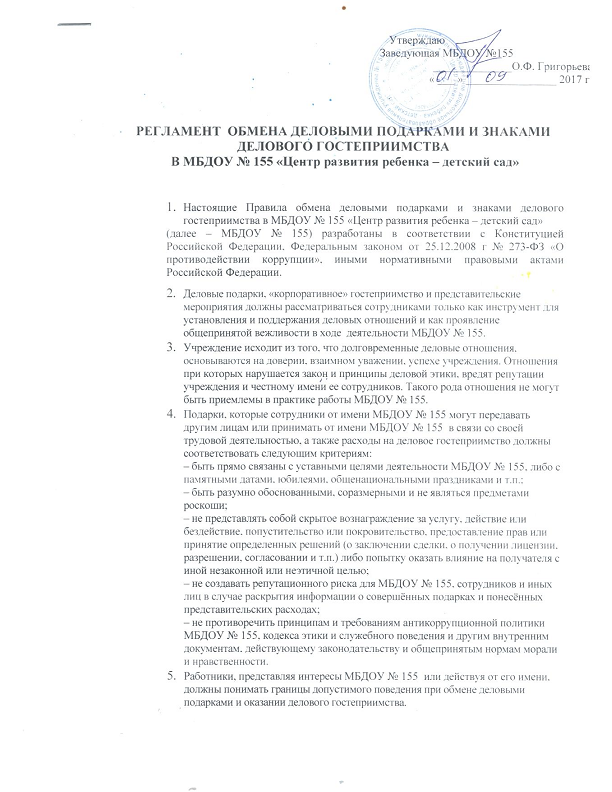 Утверждаю
Заведующая МБДОУ №155
О.Ф. Григорьева
«01» 09 2017 г
РЕГЛАМЕНТ ОБМЕНА ДЕЛОВЫМИ ПОДАРКАМИ И ЗНАКАМИ
ДЕЛОВОГО ГОСТЕПРИИМСТВА
В МБДОУ № 155 «Центр развития ребенка – детский сад»
1. Настоящие Правила обмена деловыми подарками и знаками делового
гостеприимства в МБДОУ № 155 «Центр развития ребенка – детский сад»
(далее – МБДОУ № 155) разработаны в соответствии с Конституцией
Российской Федерации, Федеральным законом от 25.12.2008 г № 273-ФЗ «О
противодействии коррупции», иными нормативными правовыми актами
Российской Федерации.
2. Деловые подарки, «корпоративное» гостеприимство и представительские
мероприятия должны рассматриваться сотрудниками только как инструмент для
установления и поддержания деловых отношений и как проявление
общепринятой вежливости в ходе деятельности МБДОУ № 155.
3. Учреждение исходит из того, что долговременные деловые отношения,
основываются на доверии, взаимном уважении, успехе учреждения. Отношения
при которых нарушается закон и принципы деловой этики, вредят репутации
учреждения и честному имени ее сотрудников. Такого рода отношения не могут
быть приемлемы в практике работы МБДОУ № 155.
4. Подарки, которые сотрудники от имени МБДОУ № 155 могут передавать
другим лицам или принимать от имени МБДОУ № 155 в связи со своей
трудовой деятельностью, а также расходы на деловое гостеприимство должны
соответствовать следующим критериям:
– быть прямо связаны с уставными целями деятельности МБДОУ № 155, либо с
памятными датами, юбилеями, общенациональными праздниками и т.п.;
– быть разумно обоснованными, соразмерными и не являться предметами
роскоши;
– не представлять собой скрытое вознаграждение за услугу, действие или
бездействие, попустительство или покровительство, предоставление прав или
принятие определенных решений (о заключении сделки, о получении лицензии,
разрешении, согласовании и т.п.) либо попытку оказать влияние на получателя с
иной незаконной или неэтичной целью;
– не создавать репутационного риска для МБДОУ № 155, сотрудников и иных
лиц в случае раскрытия информации о совершённых подарках и понесённых
представительских расходах;
– не противоречить принципам и требованиям антикоррупционной политики
МБДОУ № 155, кодекса этики и служебного поведения и другим внутренним
документам, действующему законодательству и общепринятым нормам морали
и нравственности.
5. Работники, представляя интересы МБДОУ № 155 или действуя от его имени,
должны понимать границы допустимого поведения при обмене деловыми
подарками и оказании делового гостеприимства.